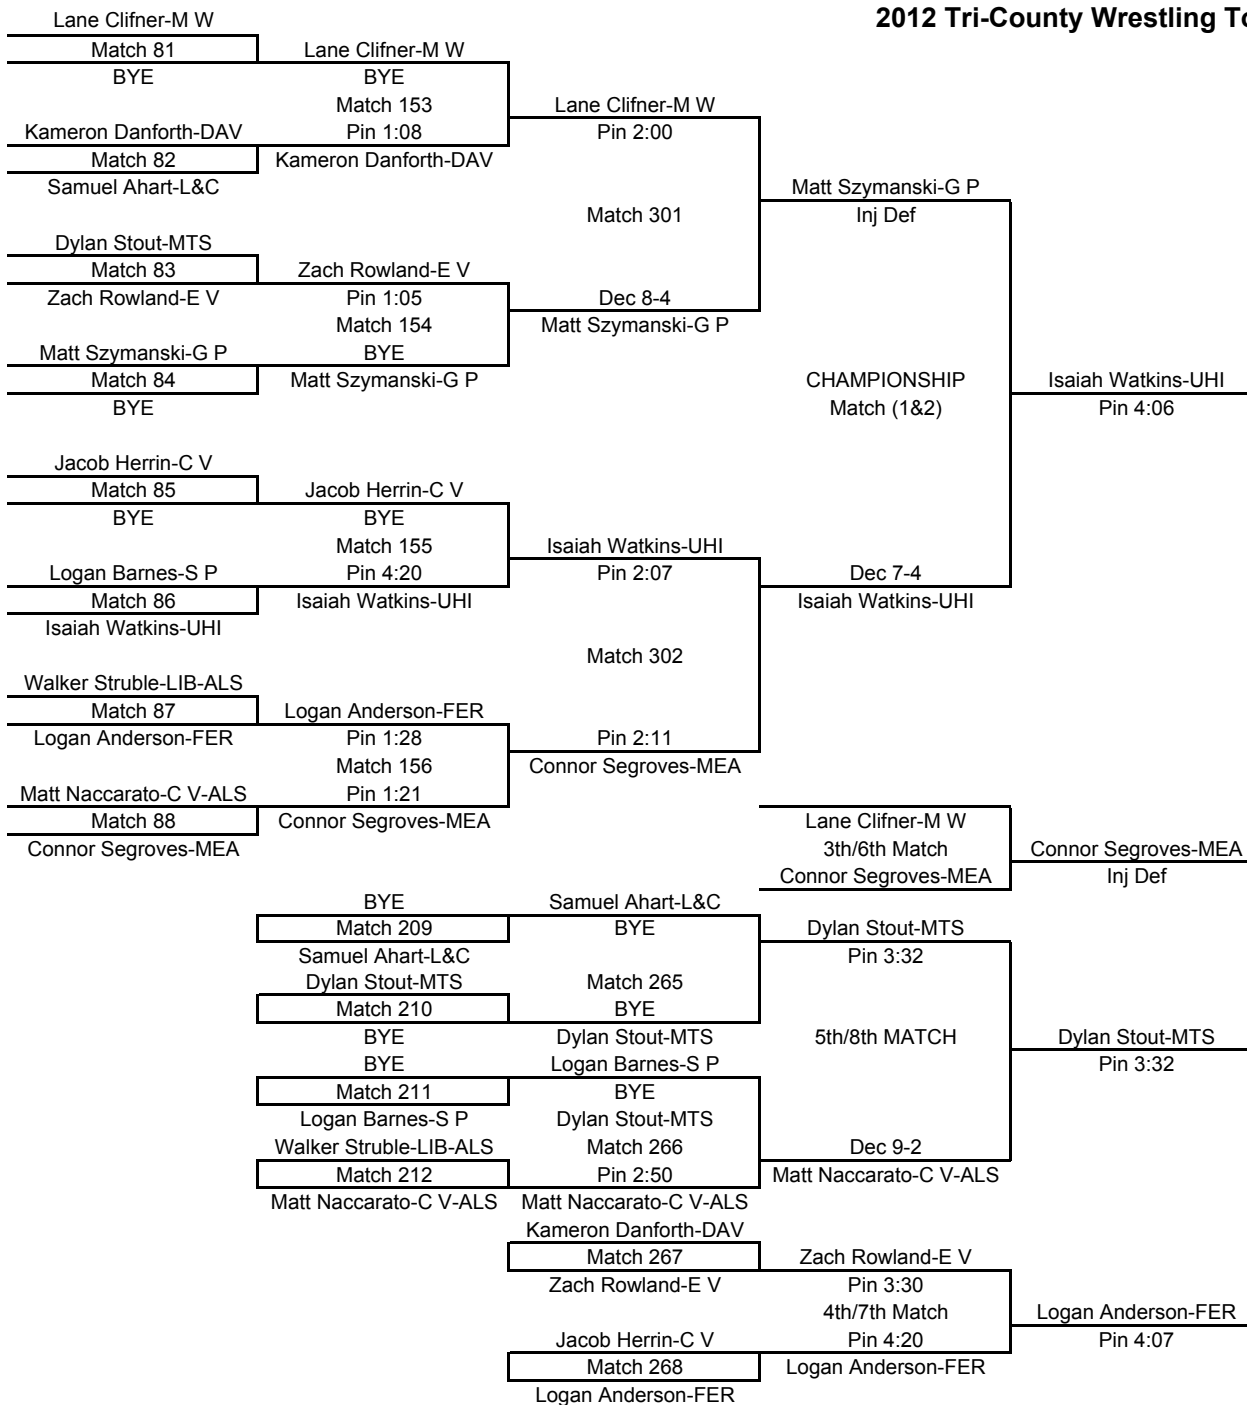 2012 Tri-County Wrestling To
Lane Clifner-M W
Match 81
BYE
Kameron Danforth-DAV
Match 82
Samuel Ahart-L&C
Dylan Stout-MTS
Match 83
Zach Rowland-E V
Matt Szymanski-G P
Match 84
BYE
Jacob Herrin-C V
Match 85
BYE
Logan Barnes-S P
Match 86
Isaiah Watkins-UHI
Walker Struble-LIB-ALS
Match 87
Logan Anderson-FER
Matt Naccarato-C V-ALS
Match 88
Connor Segroves-MEA
Lane Clifner-M W
BYE
Match 153
Pin 1:08
Kameron Danforth-DAV
Zach Rowland-E V
Pin 1:05
Match 154
BYE
Matt Szymanski-G P
Jacob Herrin-C V
BYE
Match 155
Pin 4:20
Isaiah Watkins-UHI
Logan Anderson-FER
Pin 1:28
Match 156
Pin 1:21
Connor Segroves-MEA
Lane Clifner-M W
Pin 2:00
Match 301
Dec 8-4
Matt Szymanski-G P
Isaiah Watkins-UHI
Pin 2:07
Match 302
Pin 2:11
Connor Segroves-MEA
Matt Szymanski-G P
Inj Def
CHAMPIONSHIP
Match (1&2)
Dec 7-4
Isaiah Watkins-UHI
Isaiah Watkins-UHI
Pin 4:06
Lane Clifner-M W
3th/6th Match
Connor Segroves-MEA
Connor Segroves-MEA
Inj Def
BYE
Match 209
Samuel Ahart-L&C
Dylan Stout-MTS
Match 210
BYE
BYE
Match 211
Logan Barnes-S P
Walker Struble-LIB-ALS
Match 212
Matt Naccarato-C V-ALS
Samuel Ahart-L&C
BYE
Match 265
BYE
Dylan Stout-MTS
Logan Barnes-S P
BYE
Dylan Stout-MTS
Match 266
Pin 2:50
Matt Naccarato-C V-ALS
Dylan Stout-MTS
Pin 3:32
5th/8th MATCH
Dec 9-2
Matt Naccarato-C V-ALS
Dylan Stout-MTS
Pin 3:32
Kameron Danforth-DAV
Match 267
Zach Rowland-E V
Jacob Herrin-C V
Match 268
Logan Anderson-FER
Zach Rowland-E V
Pin 3:30
4th/7th Match
Pin 4:20
Logan Anderson-FER
Logan Anderson-FER
Pin 4:07